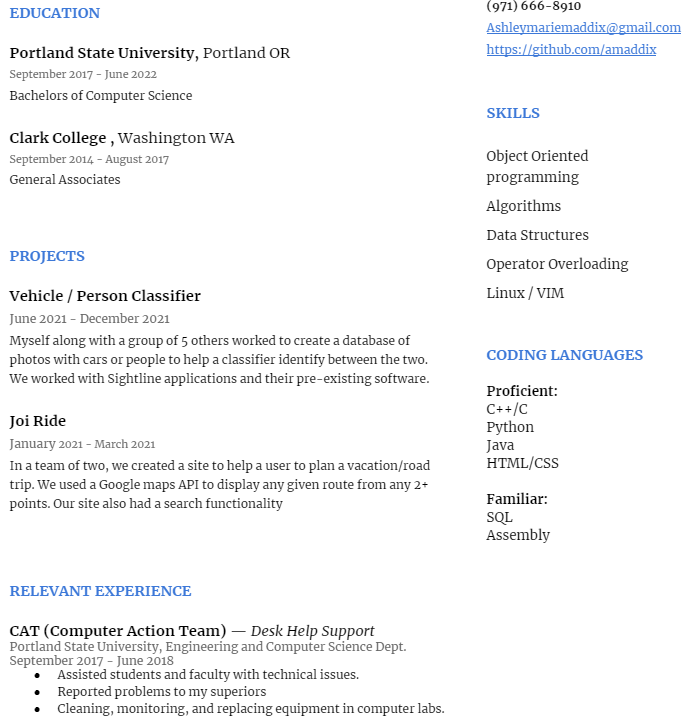 EDUCATION
Portland State University, Portland OR
September 2017 - June 2022
Bachelors of Computer Science
Clark College , Washington WA
September 2014 - August 2017
General Associates
PROJECTS
Vehicle / Person Classifier
June 2021 - December 2021
Myself along with a group of 5 others worked to create a database of
photos with cars or people to help a classifier identify between the two.
We worked with Sightline applications and their pre-existing software.
Joi Ride
January 2021 - March 2021
In a team of two, we created a site to help a user to plan a vacation/road
trip. We used a Google maps API to display any given route from any 2+
points. Our site also had a search functionality
RELEVANT EXPERIENCE
CAT (Computer Action Team) — Desk Help Support
Portland State University, Engineering and Computer Science Dept.
September 2017 - June 2018
● Assisted students and faculty with technical issues.
● Reported problems to my superiors
● Cleaning, monitoring, and replacing equipment in computer labs.
(971) 666-8910
Ashleymariemaddix@gmail.com
https://github.com/amaddix
SKILLS
Object Oriented
programming
Algorithms
Data Structures
Operator Overloading
Linux / VIM
CODING LANGUAGES
Proficient:
C++/C
Python
Java
HTML/CSS
Familiar:
SQL
Assembly